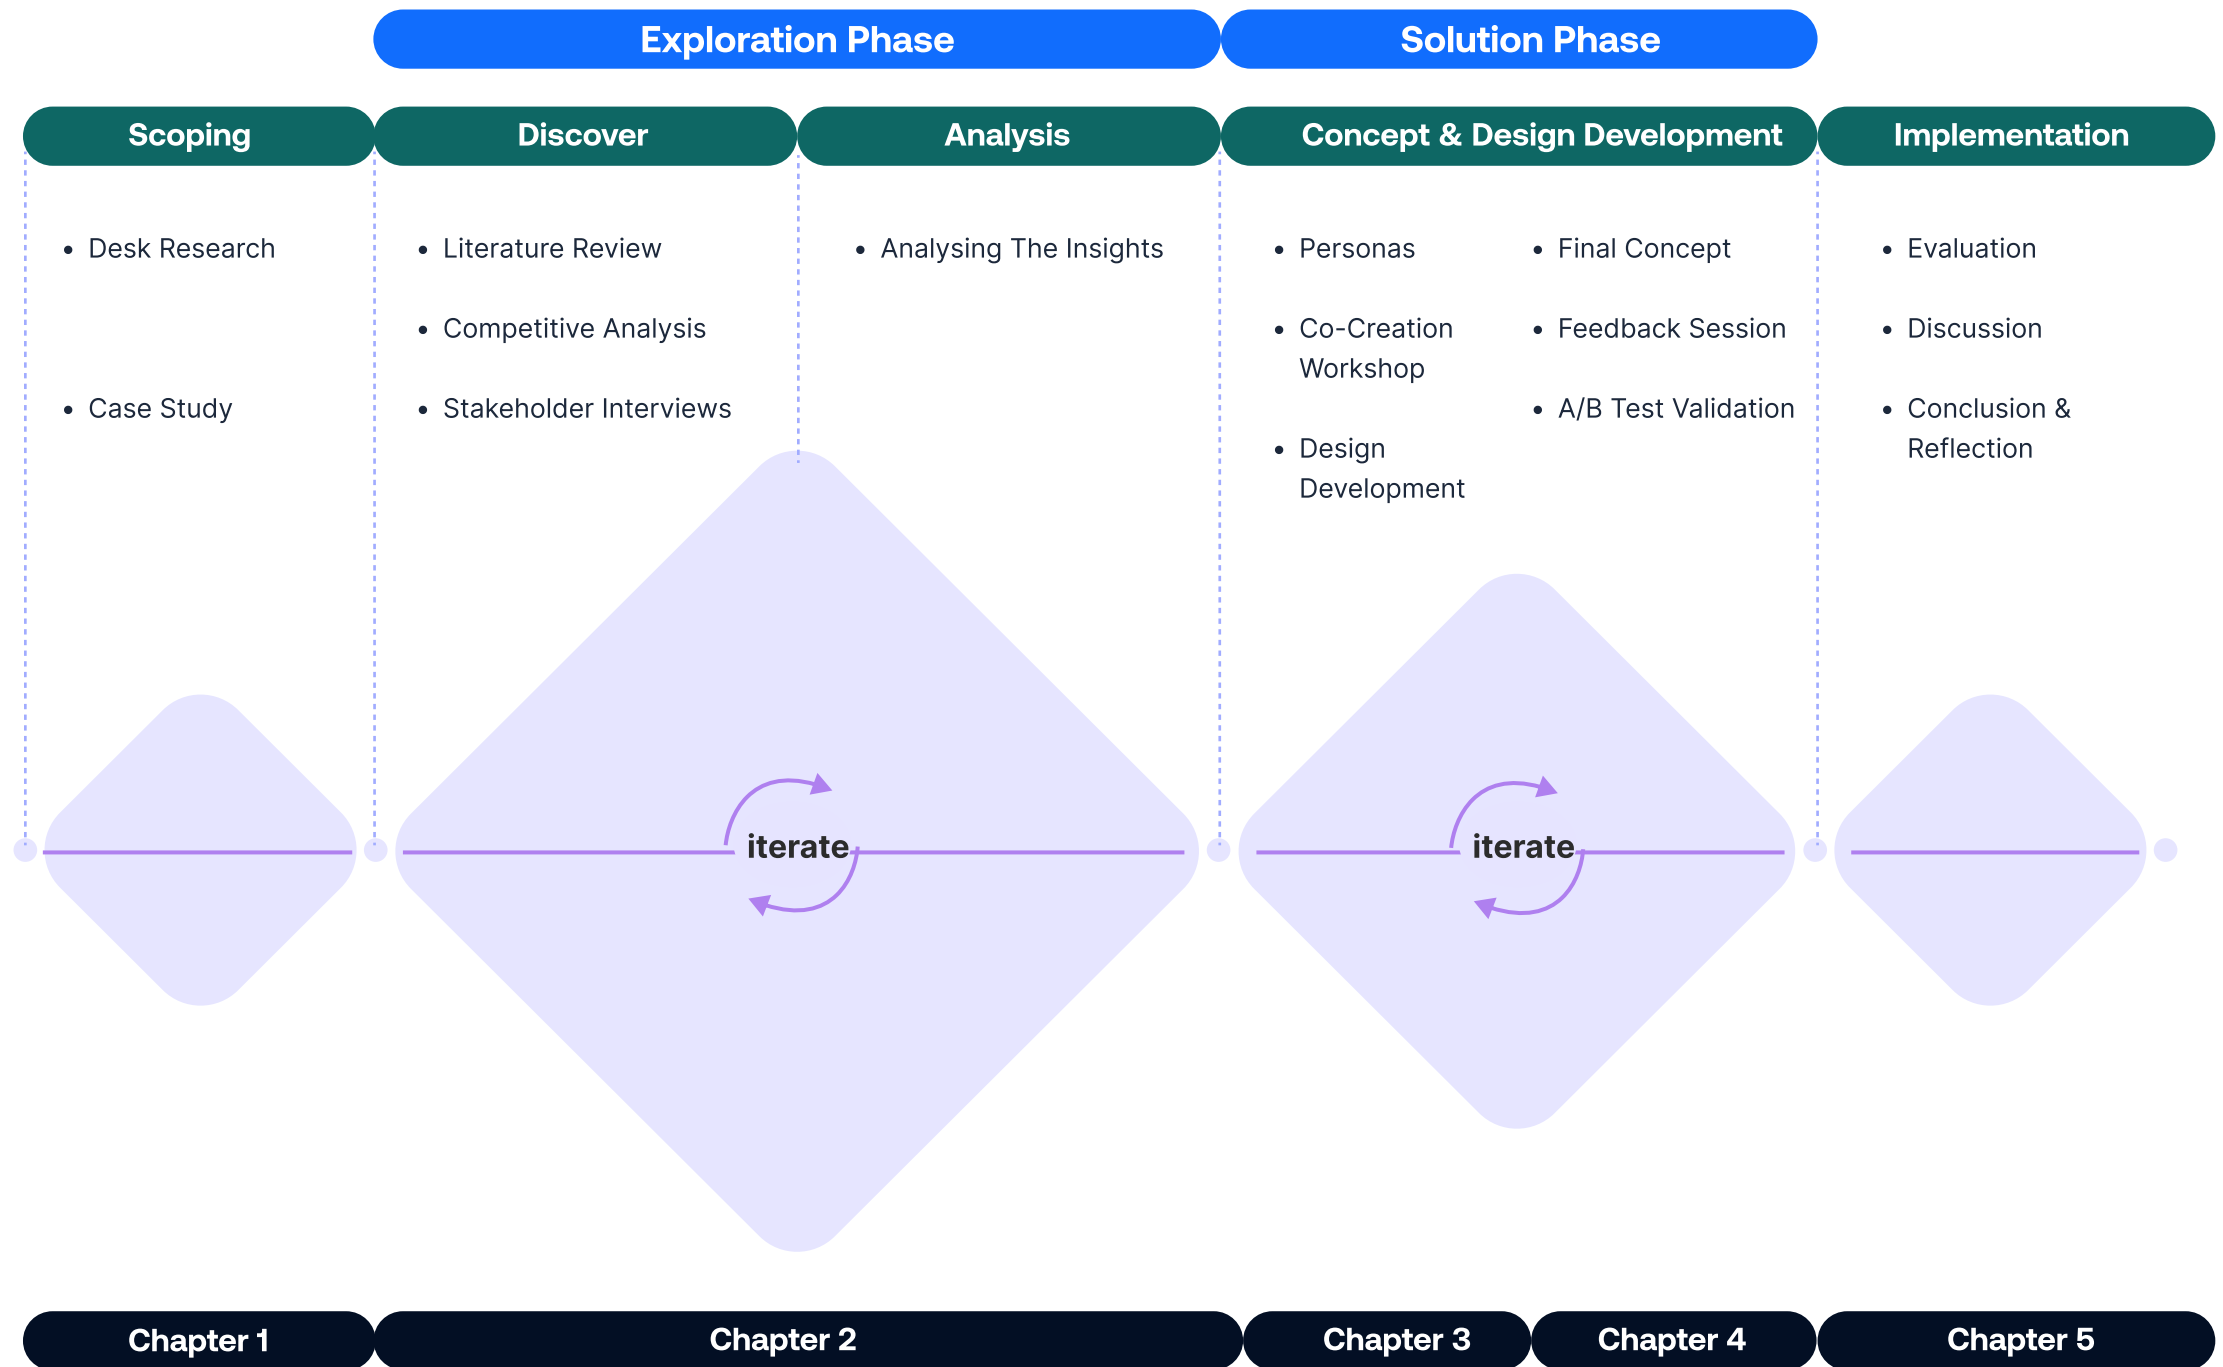 Exploration Phase
Solution Phase
Scoping
Discover
Analysis
Concept & Design Development
Implementation
Desk Research
Case Study
Literature Review
Competitive Analysis
Stakeholder Interviews
Analysing The Insights
Personas
Co-Creation
Workshop
Design
Development
Final Concept
Feedback Session
A/B Test Validation
Evaluation
Discussion
Conclusion &
Reflection
iterate
iterate
Chapter 1
Chapter 2
Chapter 3
Chapter 4
Chapter 5